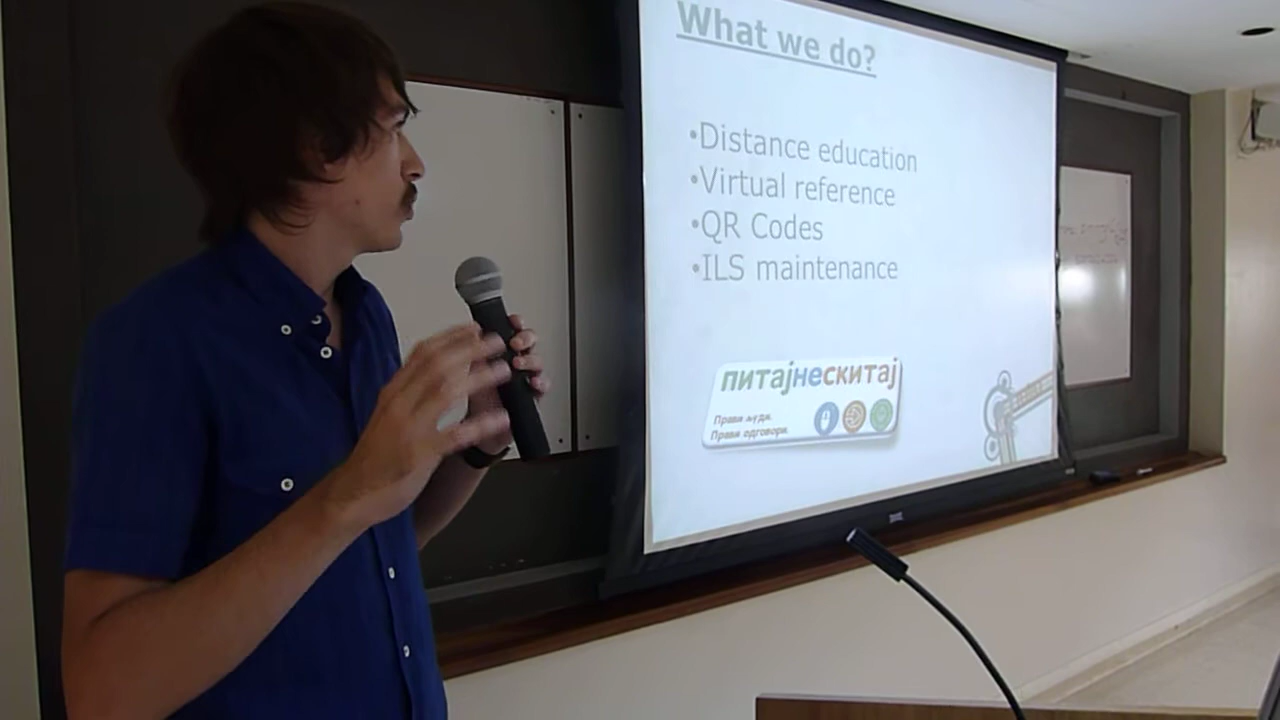 What we do?
•Distance education
•Virtual reference
•QR Codes
•ILS maintenance
питајнескитај
Прави људи.
Прави одговори.